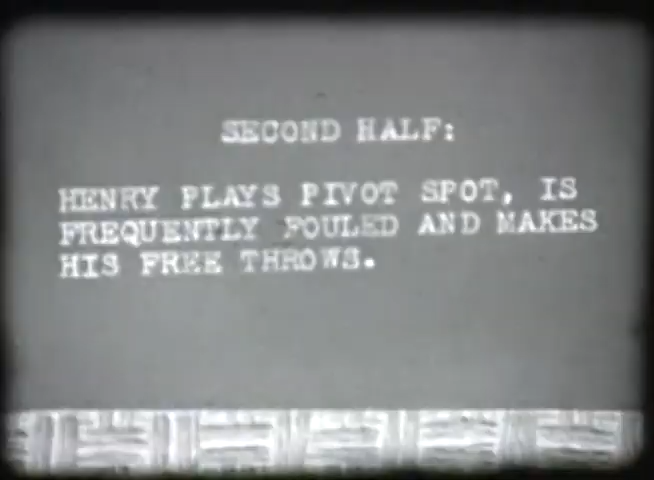 SECOND HALF:
HENRY PLAYS PIVOT SPOT, IS
FREQUENTLY FOULED AND MAKES
HIS FREE THROWS.